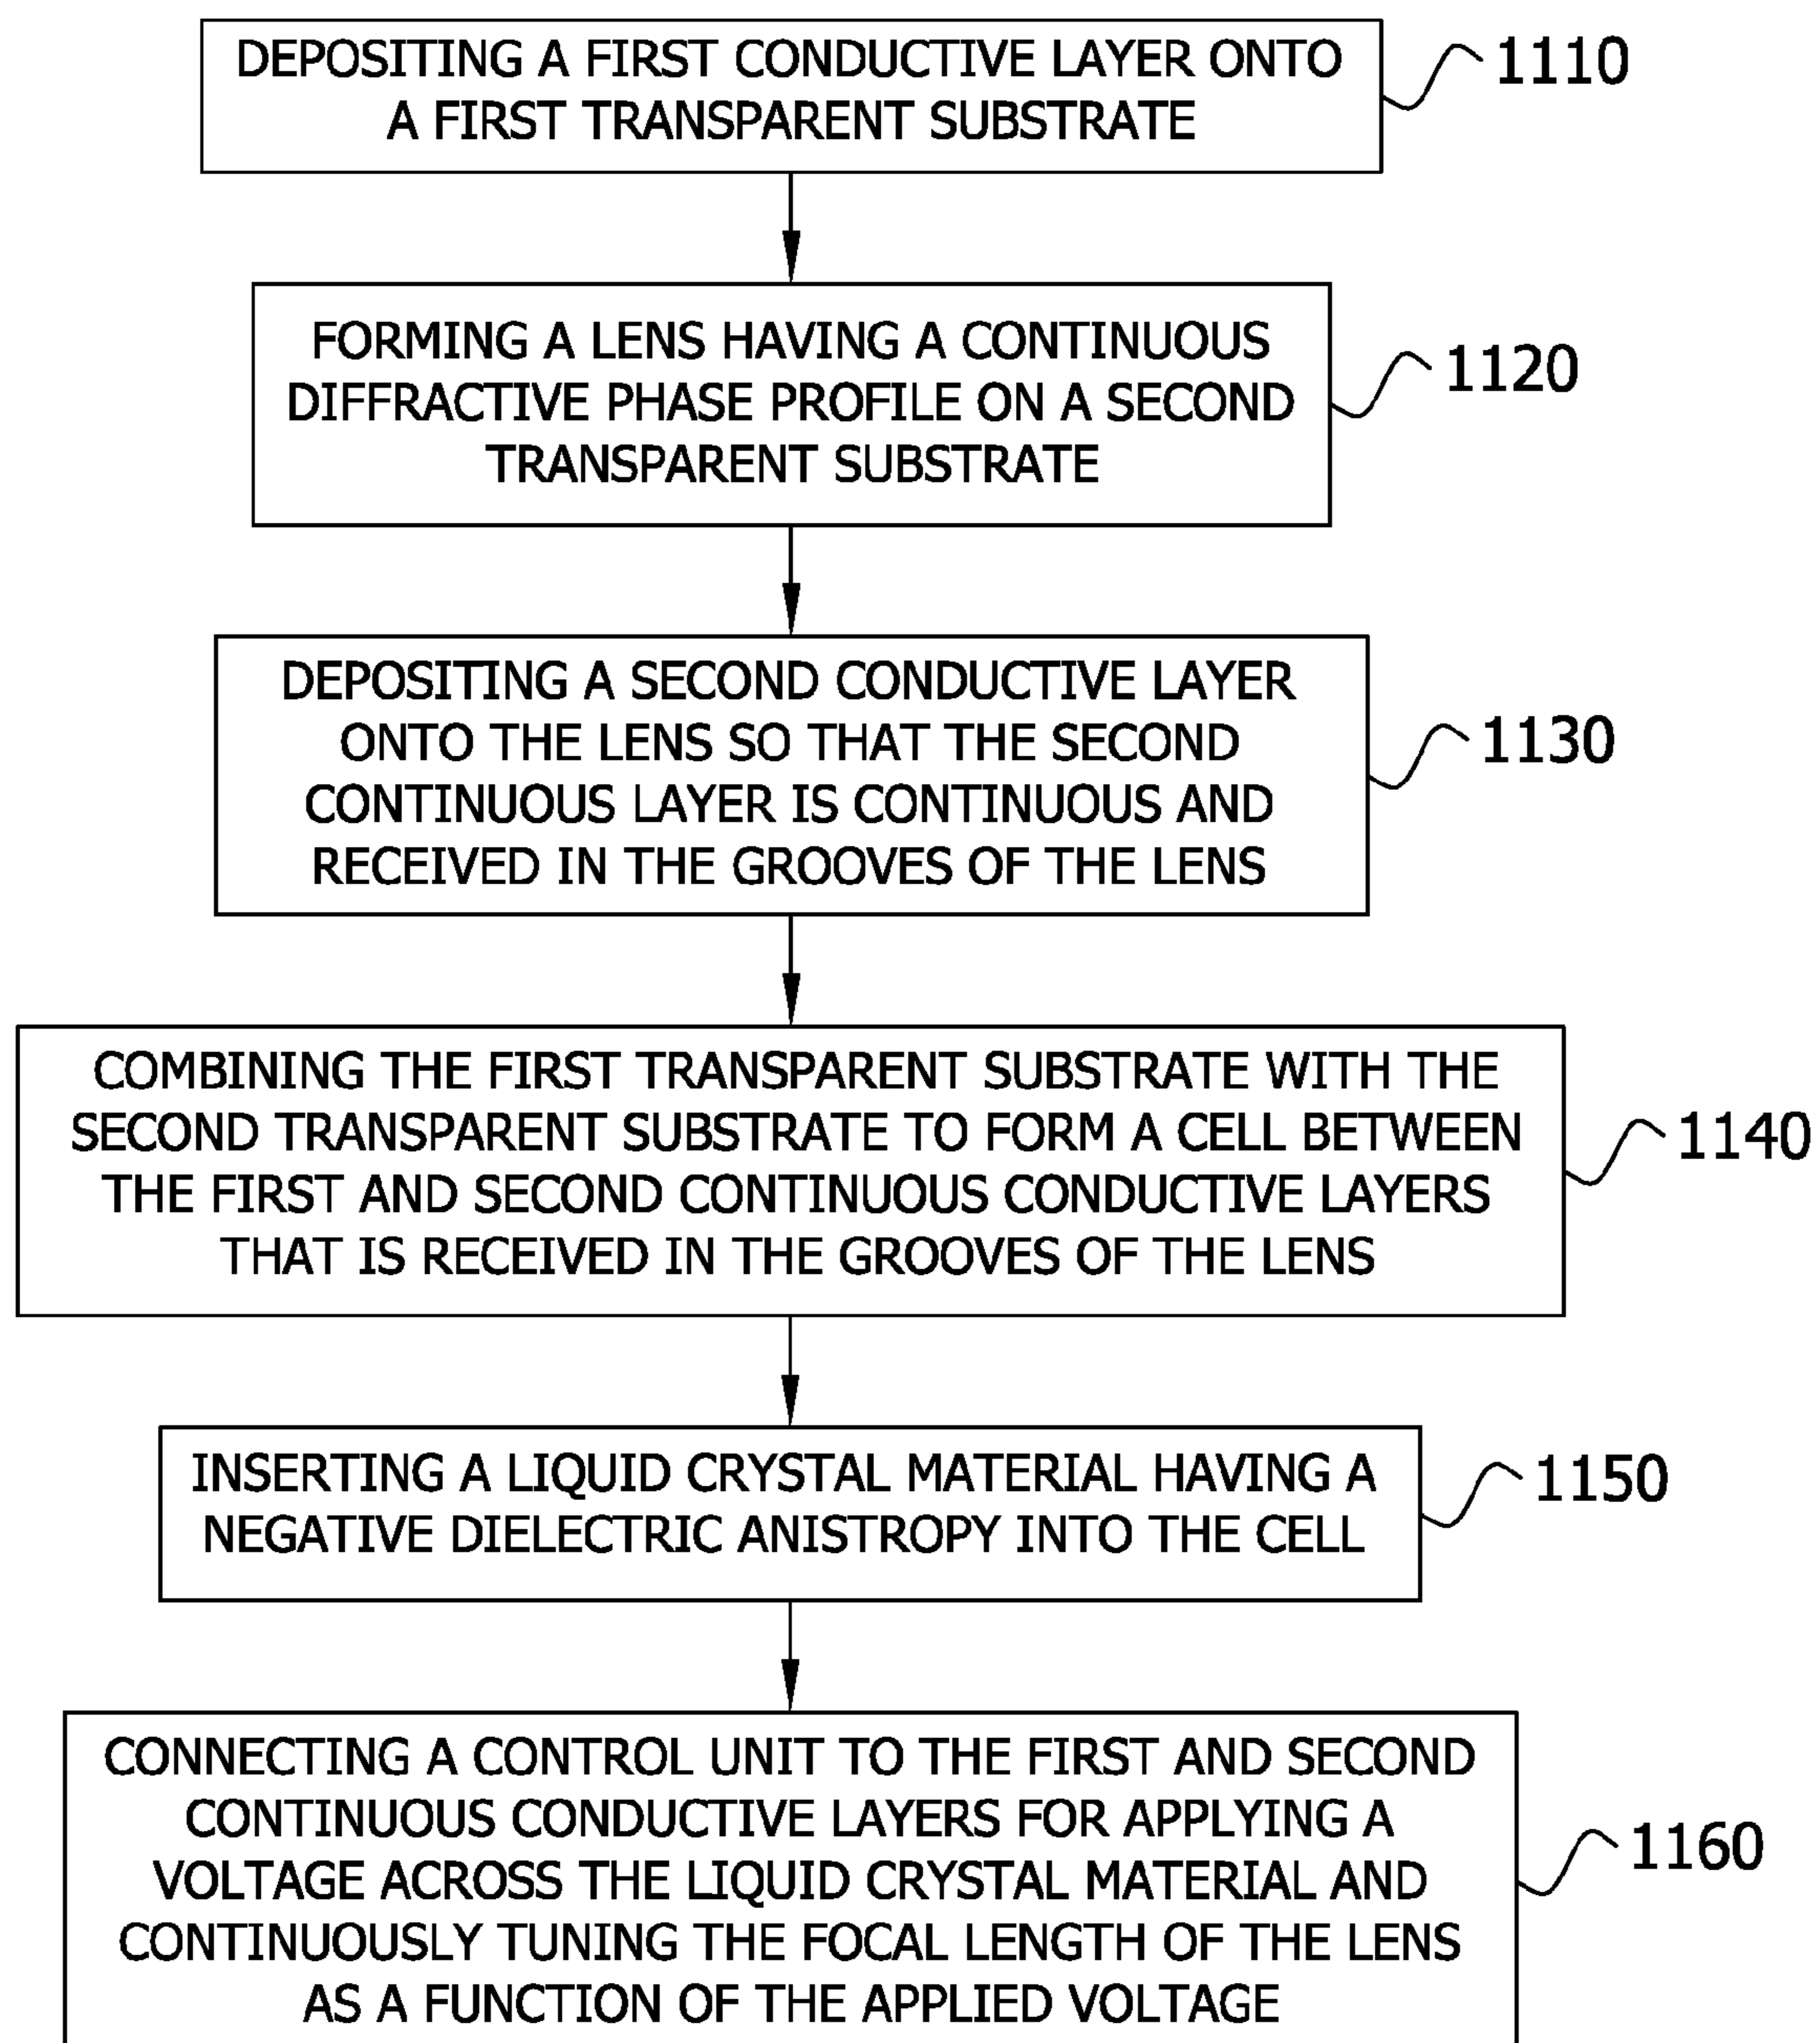 DEPOSITING A FIRST CONDUCTIVE LAYER ONTO
A FIRST TRANSPARENT SUBSTRATE
1110
FORMING A LENS HAVING A CONTINUOUS
DIFFRACTIVE PHASE PROFILE ON A SECOND
TRANSPARENT SUBSTRATE
1120
DEPOSITING A SECOND CONDUCTIVE LAYER
ONTO THE LENS SO THAT THE SECOND
CONTINUOUS LAYER IS CONTINUOUS AND
RECEIVED IN THE GROOVES OF THE LENS
1130
COMBINING THE FIRST TRANSPARENT SUBSTRATE WITH THE
SECOND TRANSPARENT SUBSTRATE TO FORM A CELL BETWEEN
THE FIRST AND SECOND CONTINUOUS CONDUCTIVE LAYERS
THAT IS RECEIVED IN THE GROOVES OF THE LENS
1140
INSERTING A LIQUID CRYSTAL MATERIAL HAVING A
NEGATIVE DIELECTRIC ANISTROPY INTO THE CELL
1150
CONNECTING A CONTROL UNIT TO THE FIRST AND SECOND
CONTINUOUS CONDUCTIVE LAYERS FOR APPLYING A
VOLTAGE ACROSS THE LIQUID CRYSTAL MATERIAL AND
CONTINUOUSLY TUNING THE FOCAL LENGTH OF THE LENS
AS A FUNCTION OF THE APPLIED VOLTAGE
1160